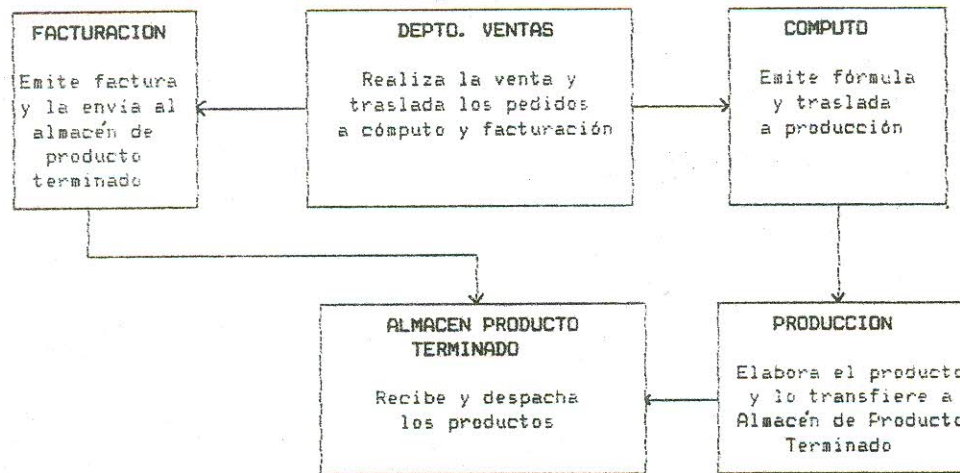 FACTURACION
Emite factura
y la envía al
almacén de
producto
terminado
DEPTO. VENTAS
Realiza la venta y
traslada los pedidos
a cómputo y facturación
COMPUTO
Emite fórmula
y traslada
a producción
ALMACEN PRODUCTO
TERMINADO
Recibe y despacha
los productos
PRODUCCION
Elabora el producto
y lo transfiere a
Almacén de Producto
Terminado